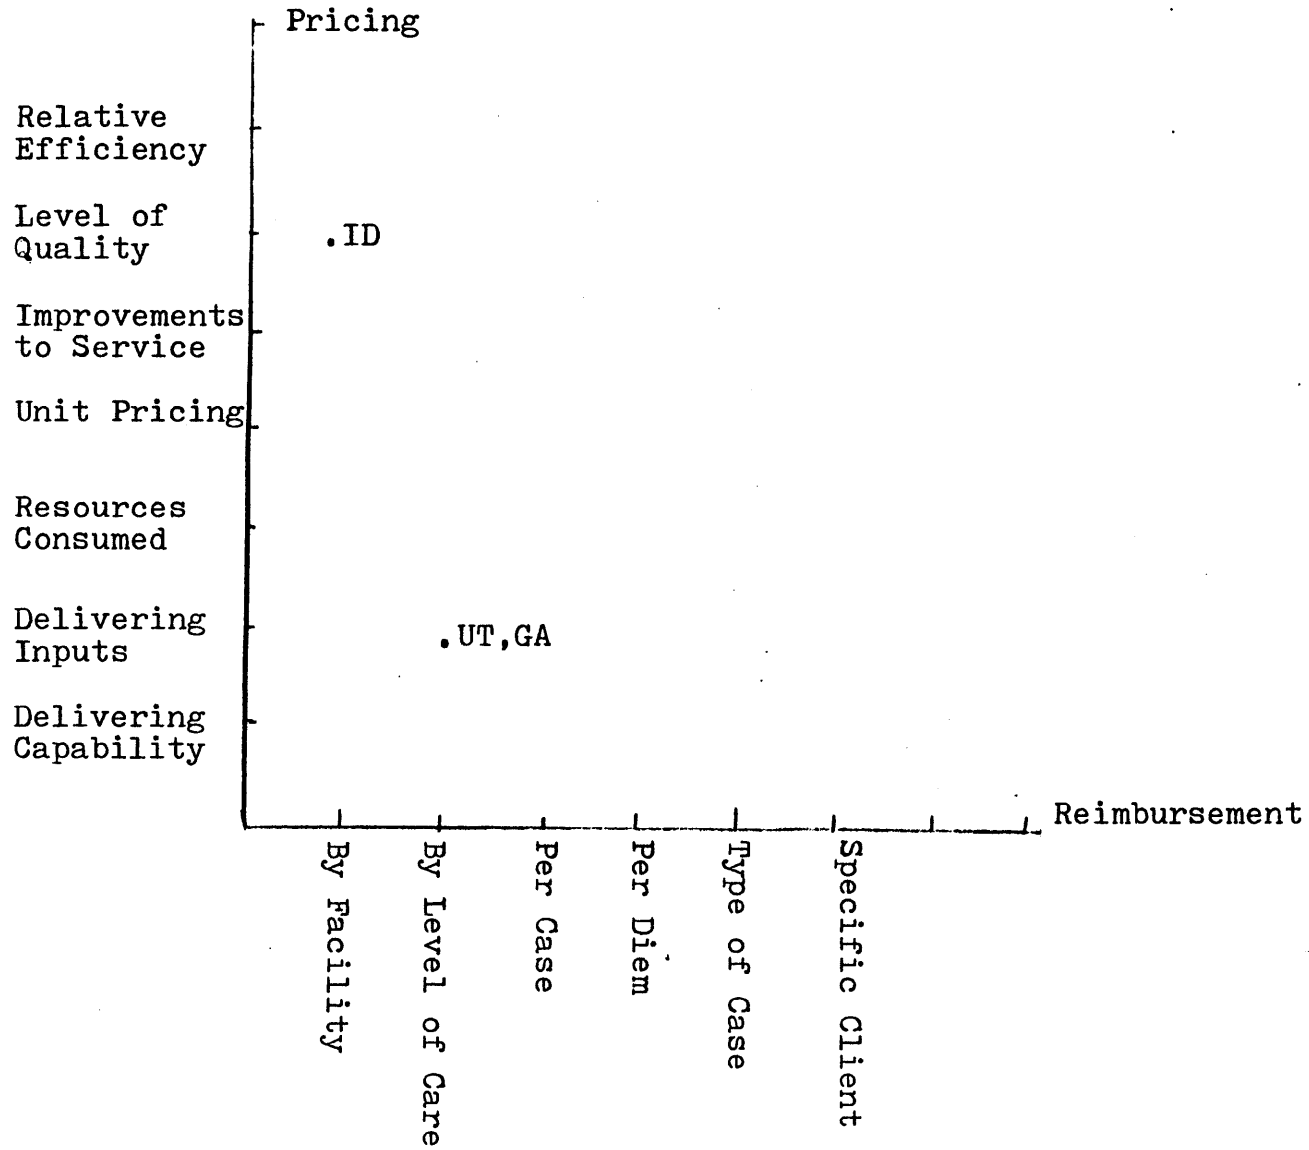 Pricing
Relative
Efficiency
Level of
Quality
.ID
Improvements
to Service
Unit Pricing
Resources
Consumed
Delivering
Inputs
.UT,GA
Delivering
Capability
Reimbursement
By Facility
By Level of Care
Per Case
Per Diem
Type of Case
Specific Client